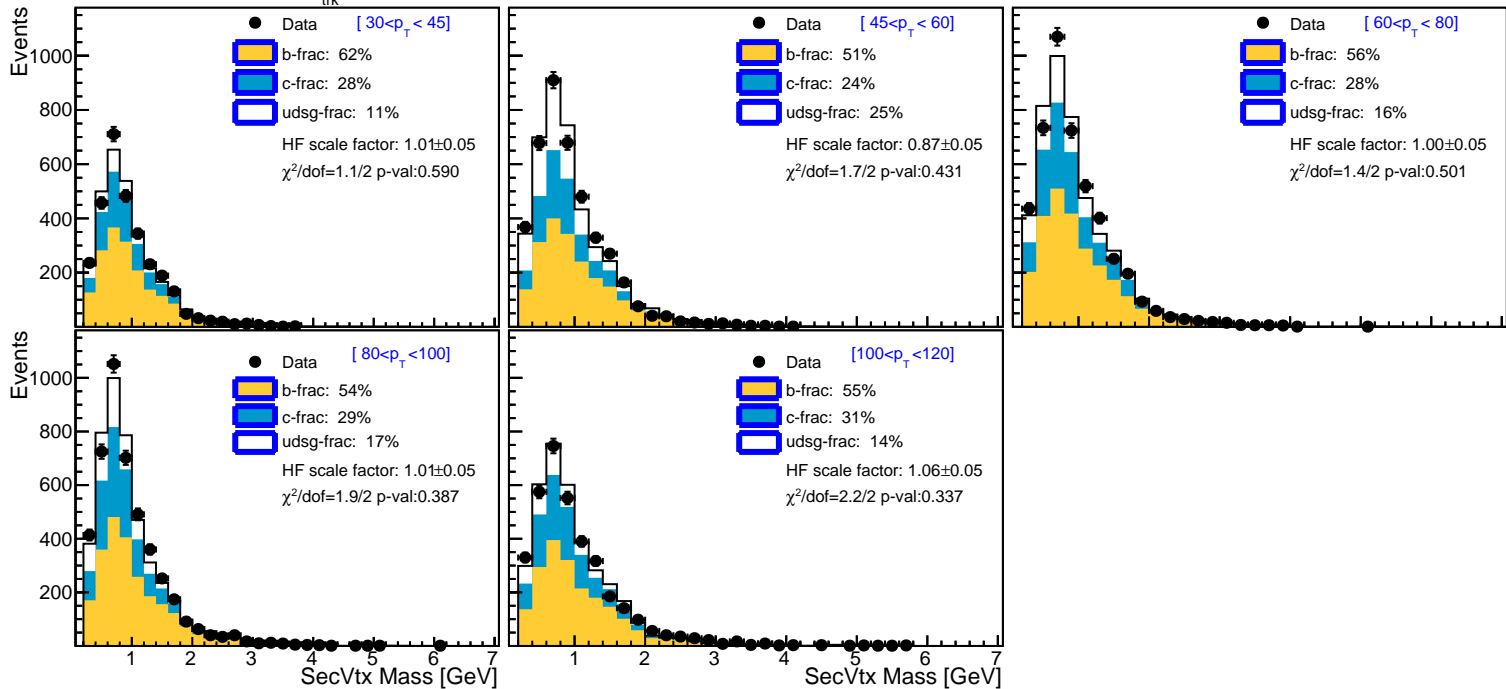 trk
Events
1000
800
600
400
200
Data [ 30<p_T< 45]
b-frac: 62%
c-frac: 28%
udsg-frac: 11%
HF scale factor: 1.01±0.05
χ²/dof=1.1/2 p-val:0.590
Data [ 45<p_T< 60]
b-frac: 51%
c-frac: 24%
udsg-frac: 25%
HF scale factor: 0.87±0.05
χ²/dof=1.7/2 p-val:0.431
Data [ 60<p_T< 80]
b-frac: 56%
c-frac: 28%
udsg-frac: 16%
HF scale factor: 1.00±0.05
χ²/dof=1.4/2 p-val:0.501
Events
1000
800
600
400
200
Data [ 80<p_T<100]
b-frac: 54%
c-frac: 29%
udsg-frac: 17%
HF scale factor: 1.01±0.05
χ²/dof=1.9/2 p-val:0.387
1 2 3 4 5 6 7
SecVtx Mass [GeV]
Data [100<p_T<120]
b-frac: 55%
c-frac: 31%
udsg-frac: 14%
HF scale factor: 1.06±0.05
χ²/dof=2.2/2 p-val:0.337
1 2 3 4 5 6 7
SecVtx Mass [GeV]